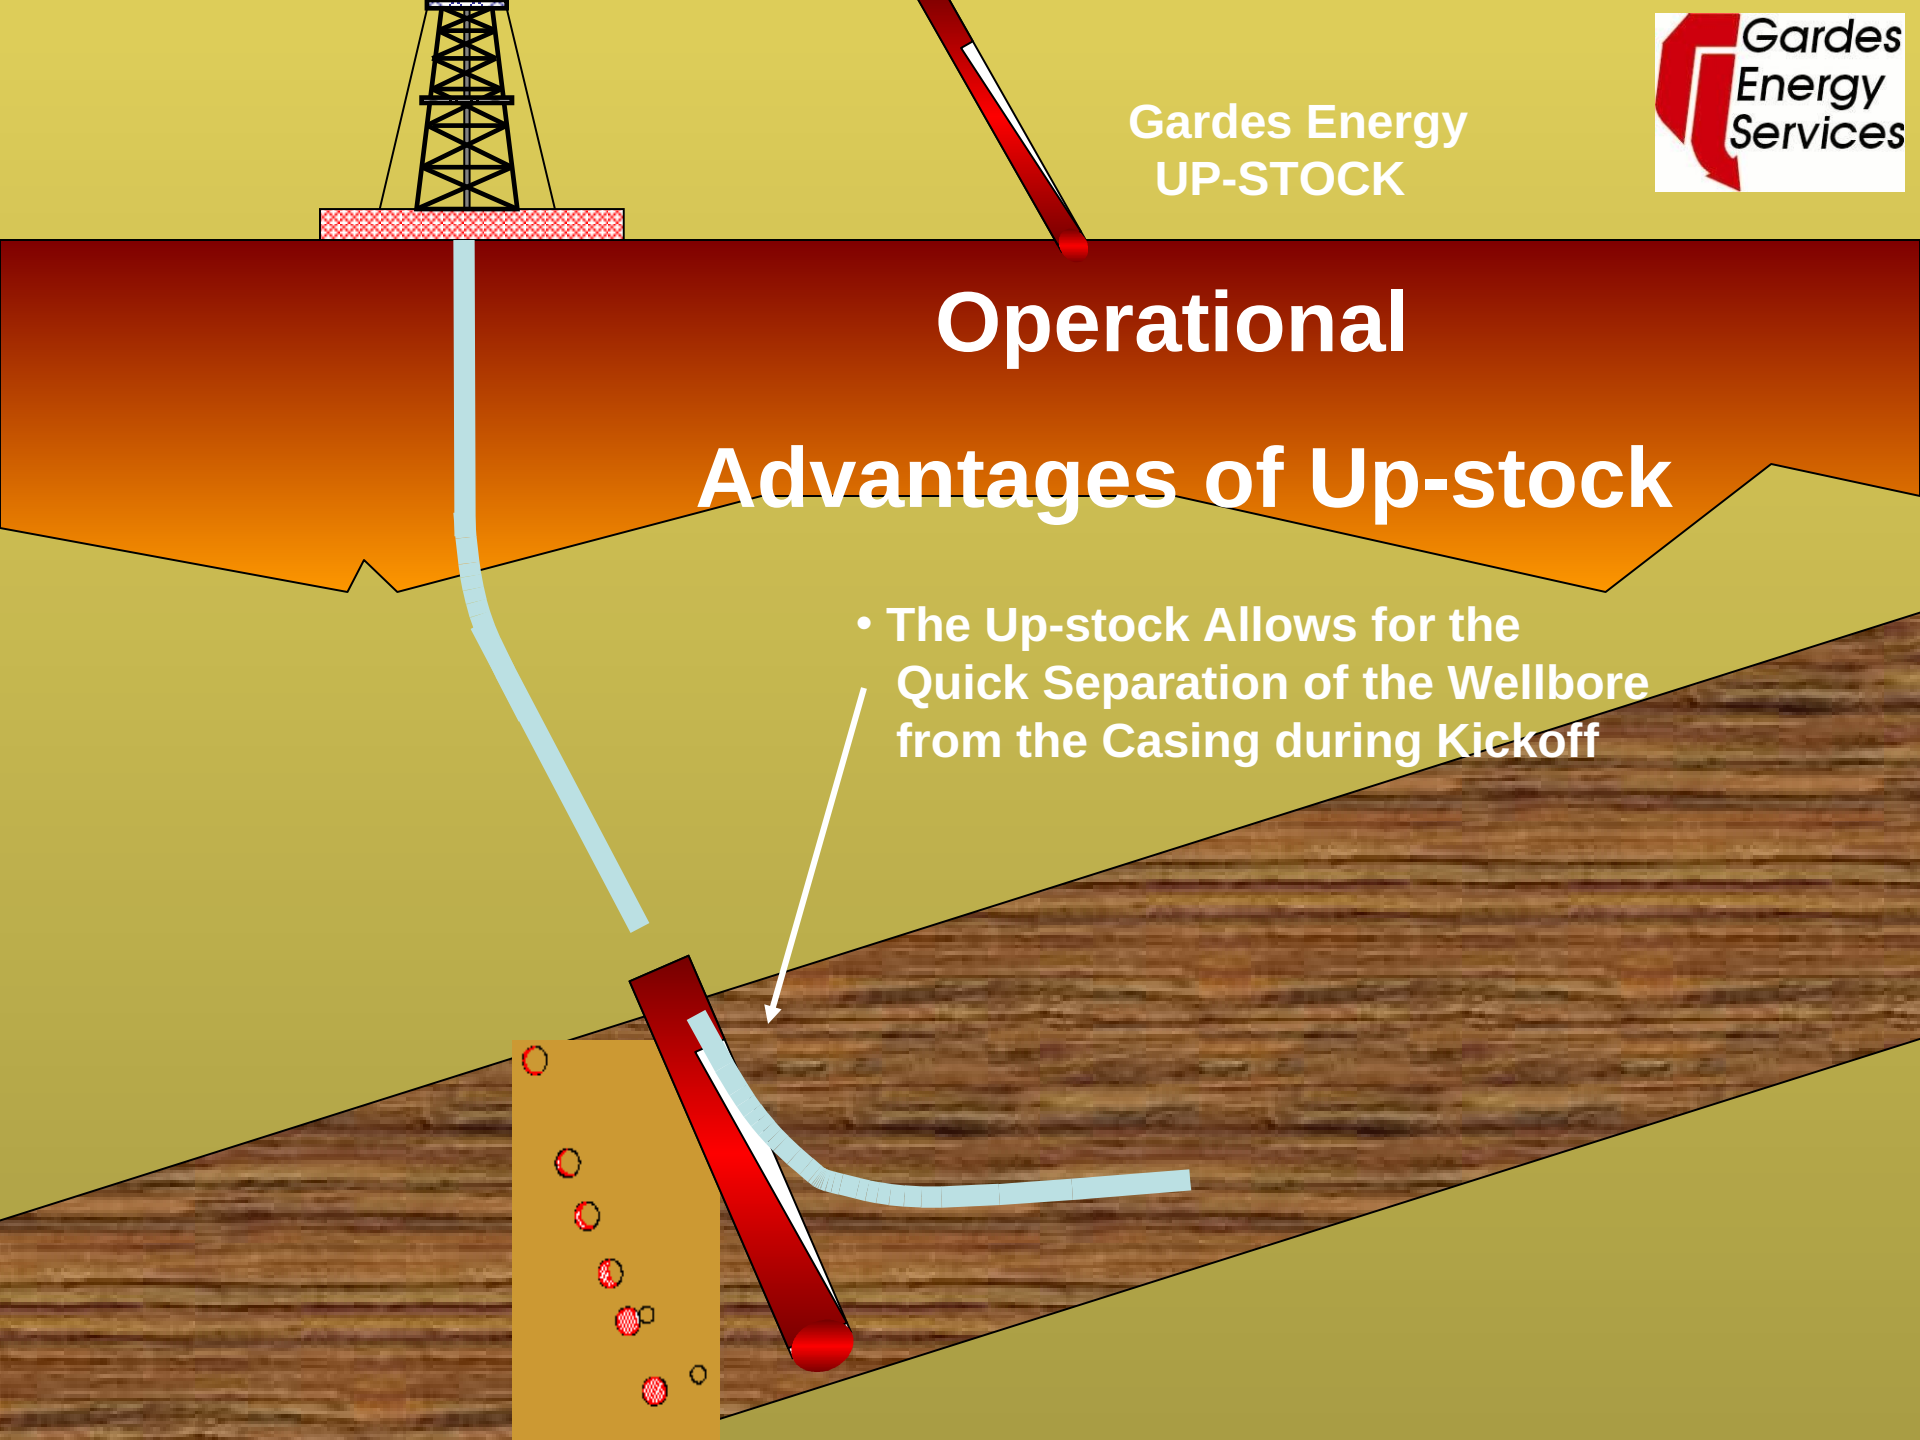 Gardes Energy
UP-STOCK
Gardes
Energy
Services
Operational
Advantages of Up-stock
• The Up-stock Allows for the
Quick Separation of the Wellbore
from the Casing during Kickoff